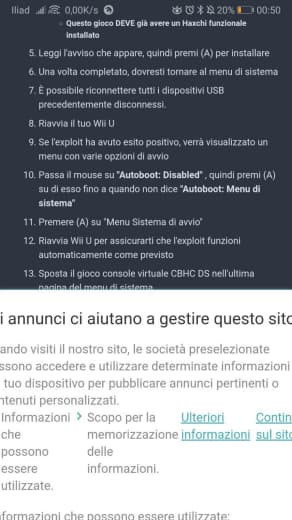 Iliad 0,00K/s 20% 00:50
Questo gioco DEVE già avere un Haxchi funzionale
installato
5. Leggi l'avviso che appare, quindi premi (A) per installare
6. Una volta completato, dovresti tornare al menu di sistema
7. È possibile riconnettere tutti i dispositivi USB
precedentemente disconnessi.
8. Riavvia il tuo Wii U
9. Se l'exploit ha avuto esito positivo, verrà visualizzato un
menu con varie opzioni di avvio
10. Passa il mouse su "Autoboot: Disabled" , quindi premi (A)
su di esso fino a quando non dice "Autoboot: Menu di
sistema"
11. Premere (A) su "Menu Sistema di avvio"
12. Riavvia Wii U per assicurarti che l'exploit funzioni
automaticamente come previsto
13. Sposta il gioco console virtuale CBHC DS nell'ultima
pagina del menu di sistema
i annunci ci aiutano a gestire questo sito
ando visiti il nostro sito, le società preselezionate
ssono accedere e utilizzare determinate informazioni
tuo dispositivo per pubblicare annunci pertinenti o
ntenuti personalizzati.
Informazioni > Scopo per la Ulteriori Contin
che memorizzazione informazioni sul sito
possono delle
essere informazioni.
utilizzate.
formazioni che possono essere utilizzate: